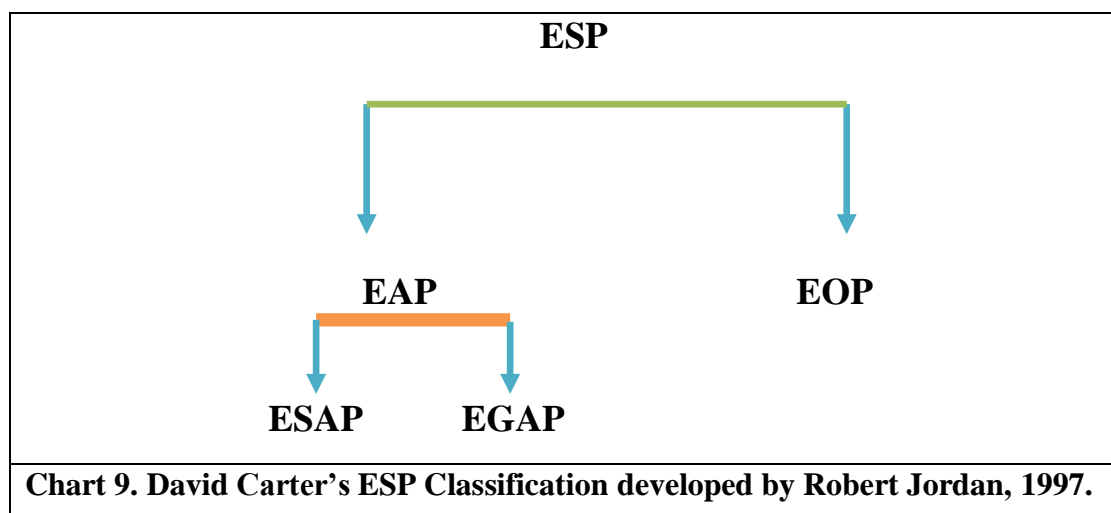 ESP
EAP EOP
ESAP EGAP
Chart 9. David Carter’s ESP Classification developed by Robert Jordan, 1997.